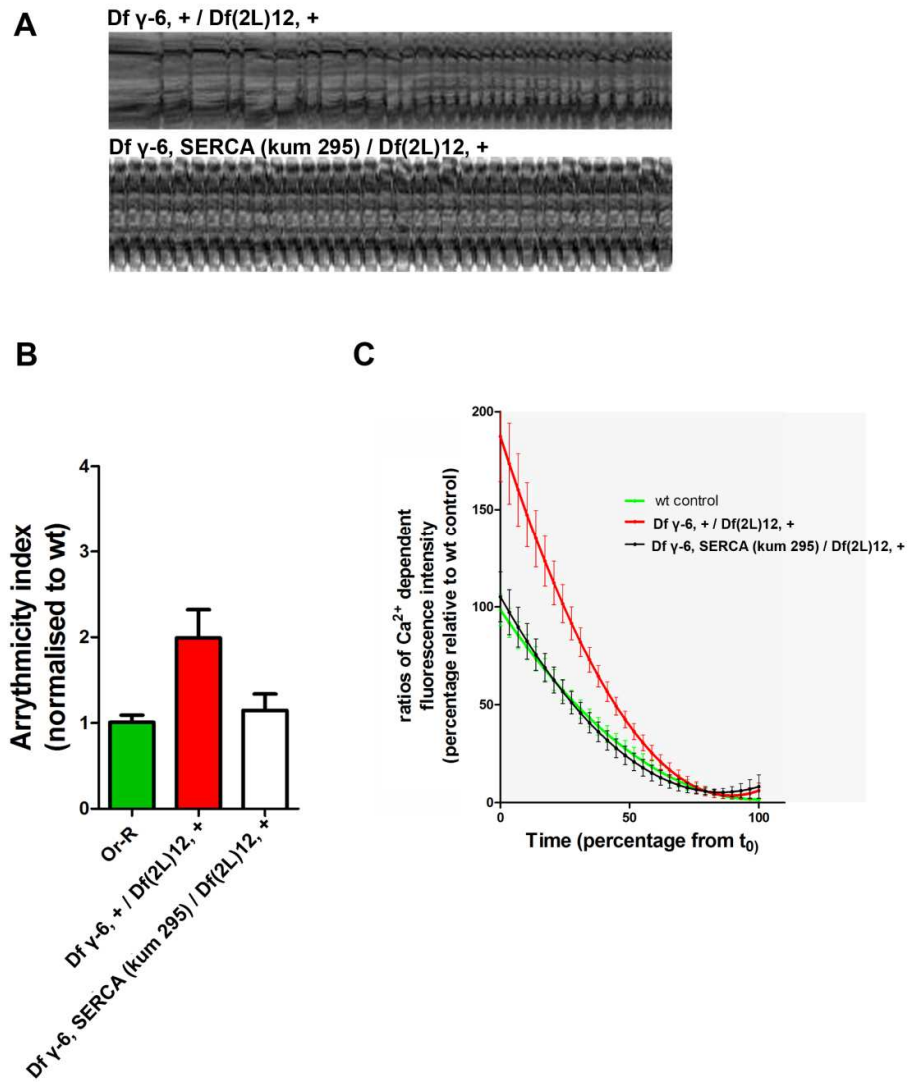 A
Df γ-6, + / Df(2L)12, +
Df γ-6, SERCA (kum 295) / Df(2L)12, +
B
Arrythmicity index
(normalised to wt)
4
3
2
1
0
Or-R
Df γ-6, + / Df(2L)12, +
Df γ-6, SERCA (kum 295) / Df(2L)12, +
C
ratios of Ca²⁺ dependent
fluorescence intensity
(percentage relative to wt control)
200
150
100
50
0
0 50 100
Time (percentage from t₀)
wt control
Df γ-6, + / Df(2L)12, +
Df γ-6, SERCA (kum 295) / Df(2L)12, +